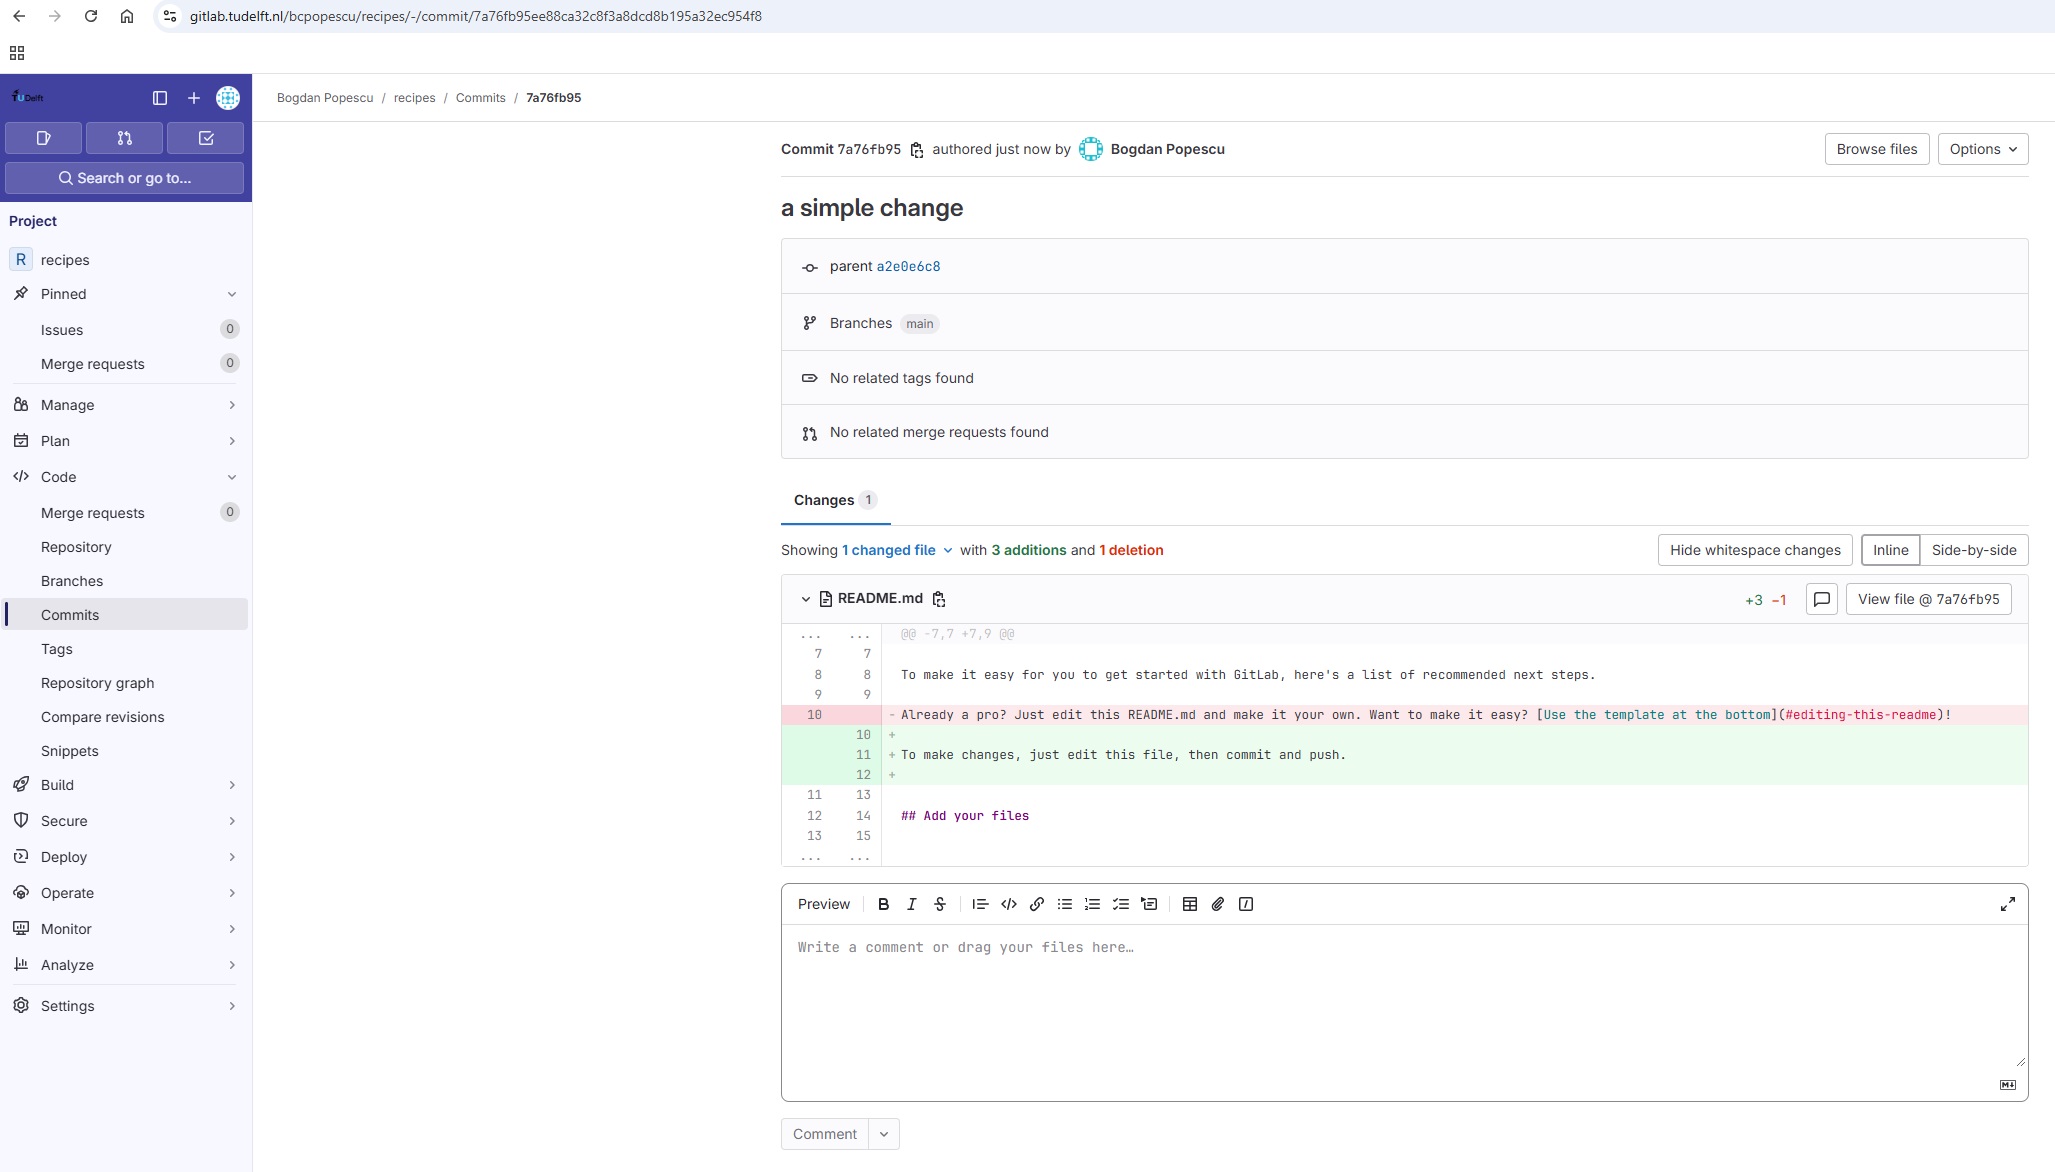 gitlab.tudelft.nl/bcpopescu/recipes/-/commit/7a76fb95ee88ca32c8f3a8dcd8b195a32ec954f8
TU Delft
Search or go to...
Project
R recipes
Pinned
Issues 0
Merge requests 0
Manage
Plan
Code
Merge requests 0
Repository
Branches
Commits
Tags
Repository graph
Compare revisions
Snippets
Build
Secure
Deploy
Operate
Monitor
Analyze
Settings
Bogdan Popescu / recipes / Commits / 7a76fb95
Commit 7a76fb95 authored just now by Bogdan Popescu
Browse files Options
a simple change
parent a2e0e6c8
Branches main
No related tags found
No related merge requests found
Changes 1
Showing 1 changed file with 3 additions and 1 deletion
Hide whitespace changes Inline Side-by-side
README.md +3 −1 View file @ 7a76fb95
... ... @@ -7,7 +7,9 @@
7 7
8 8 To make it easy for you to get started with GitLab, here's a list of recommended next steps.
9 9
10 - Already a pro? Just edit this README.md and make it your own. Want to make it easy? [Use the template at the bottom](#editing-this-readme)!
10 +
11 + To make changes, just edit this file, then commit and push.
12 +
11 13
12 14 ## Add your files
13 15
... ...
Preview B I S
Write a comment or drag your files here…
M↓
Comment